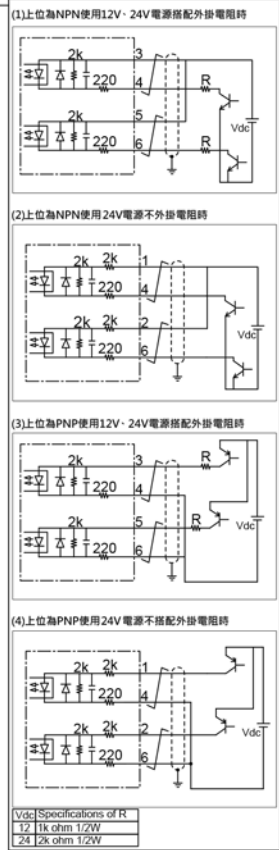 (1)上位為NPN使用12V、24V電源搭配外掛電阻時
2k
3
220
4
R
2k
5
Vdc
220
6
R
(2)上位為NPN使用24V電源不外掛電阻時
2k
2k
1
220
4
2k
2k
2
Vdc
220
6
(3)上位為PNP使用12V、24V電源搭配外掛電阻時
2k
3
R
220
4
2k
5
R
Vdc
220
6
(4)上位為PNP使用24V電源不搭配外掛電阻時
2k
2k
1
220
4
2k
2k
2
Vdc
220
6
Vdc Specifications of R
12 1k ohm 1/2W
24 2k ohm 1/2W